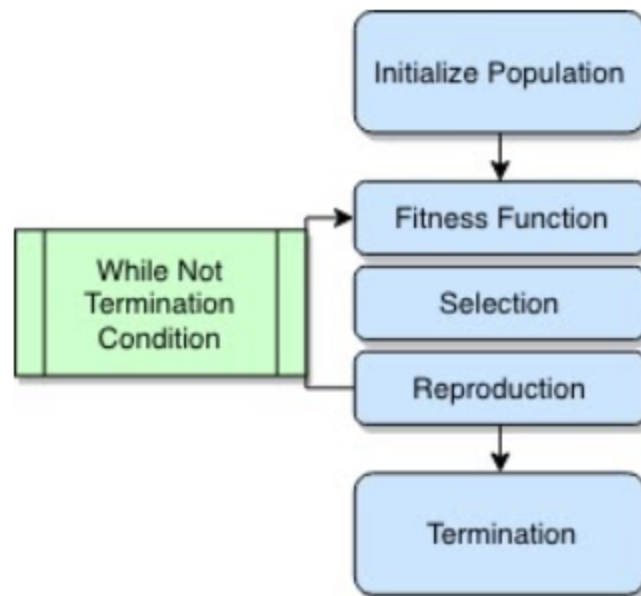 Initialize Population
Fitness Function
While Not
Termination
Condition
Selection
Reproduction
Termination